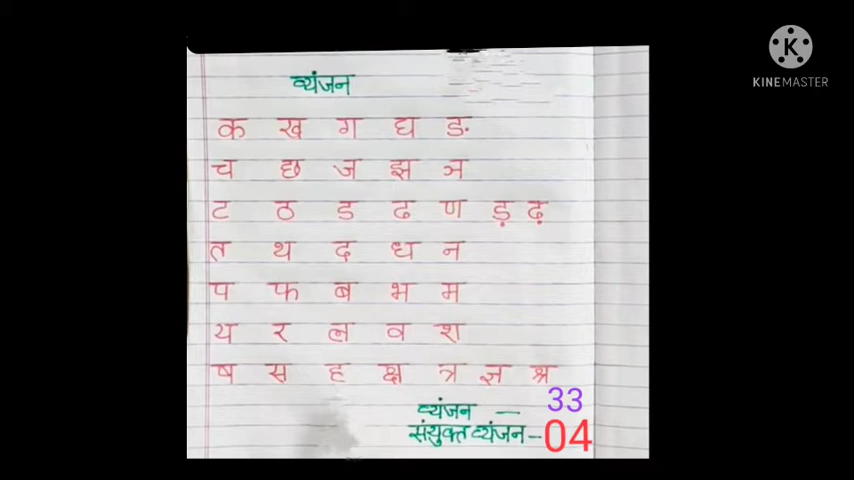 व्यंजन
क ख ग घ ङ
च छ ज झ ञ
ट ठ ड ढ ण ड़ ढ़
त थ द ध न
प फ ब भ म
य र ल व श
ष स ह क्ष त्र ज्ञ श्र
व्यंजन — 33
संयुक्त व्यंजन - 04
K
KINEMASTER